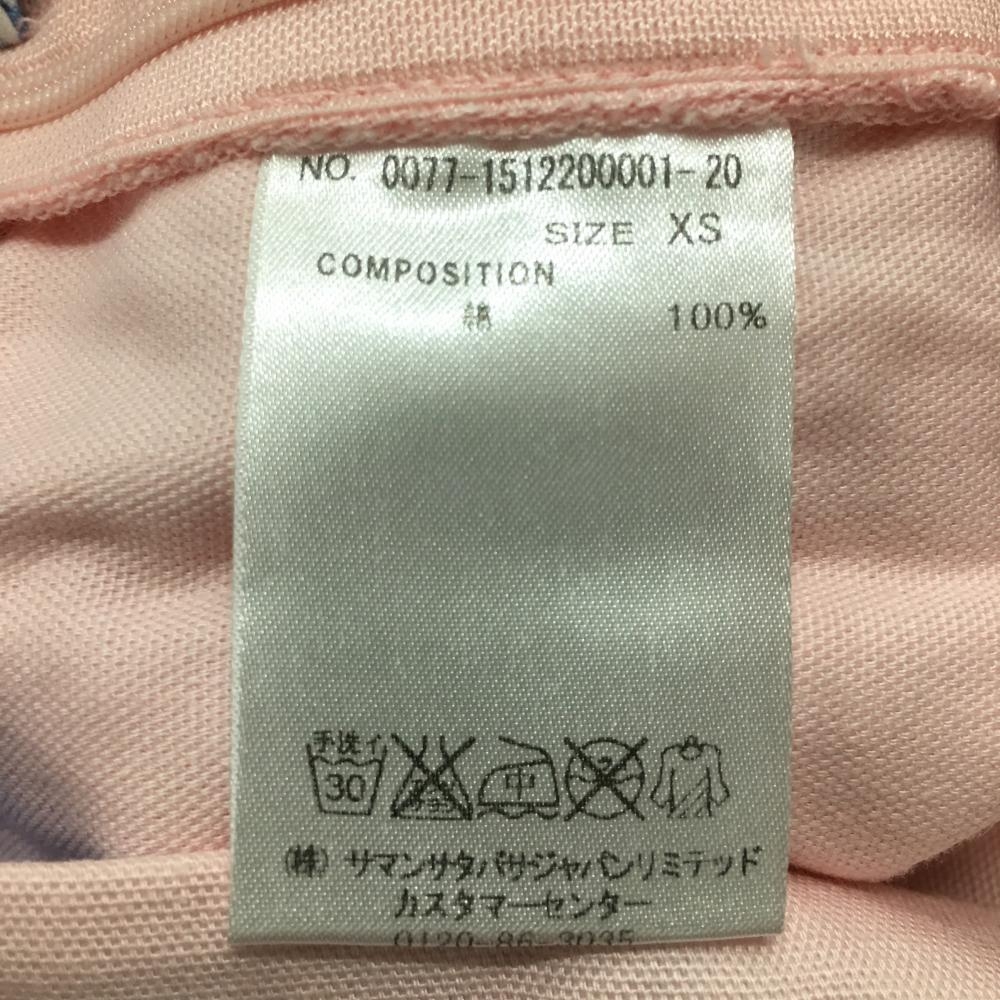 NO. 0077-1512200001-20
SIZE XS
COMPOSITION
綿 100%
手洗イ
30 中
(株) サマンサタバサジャパンリミテッド
カスタマーセンター
0120-86-3035